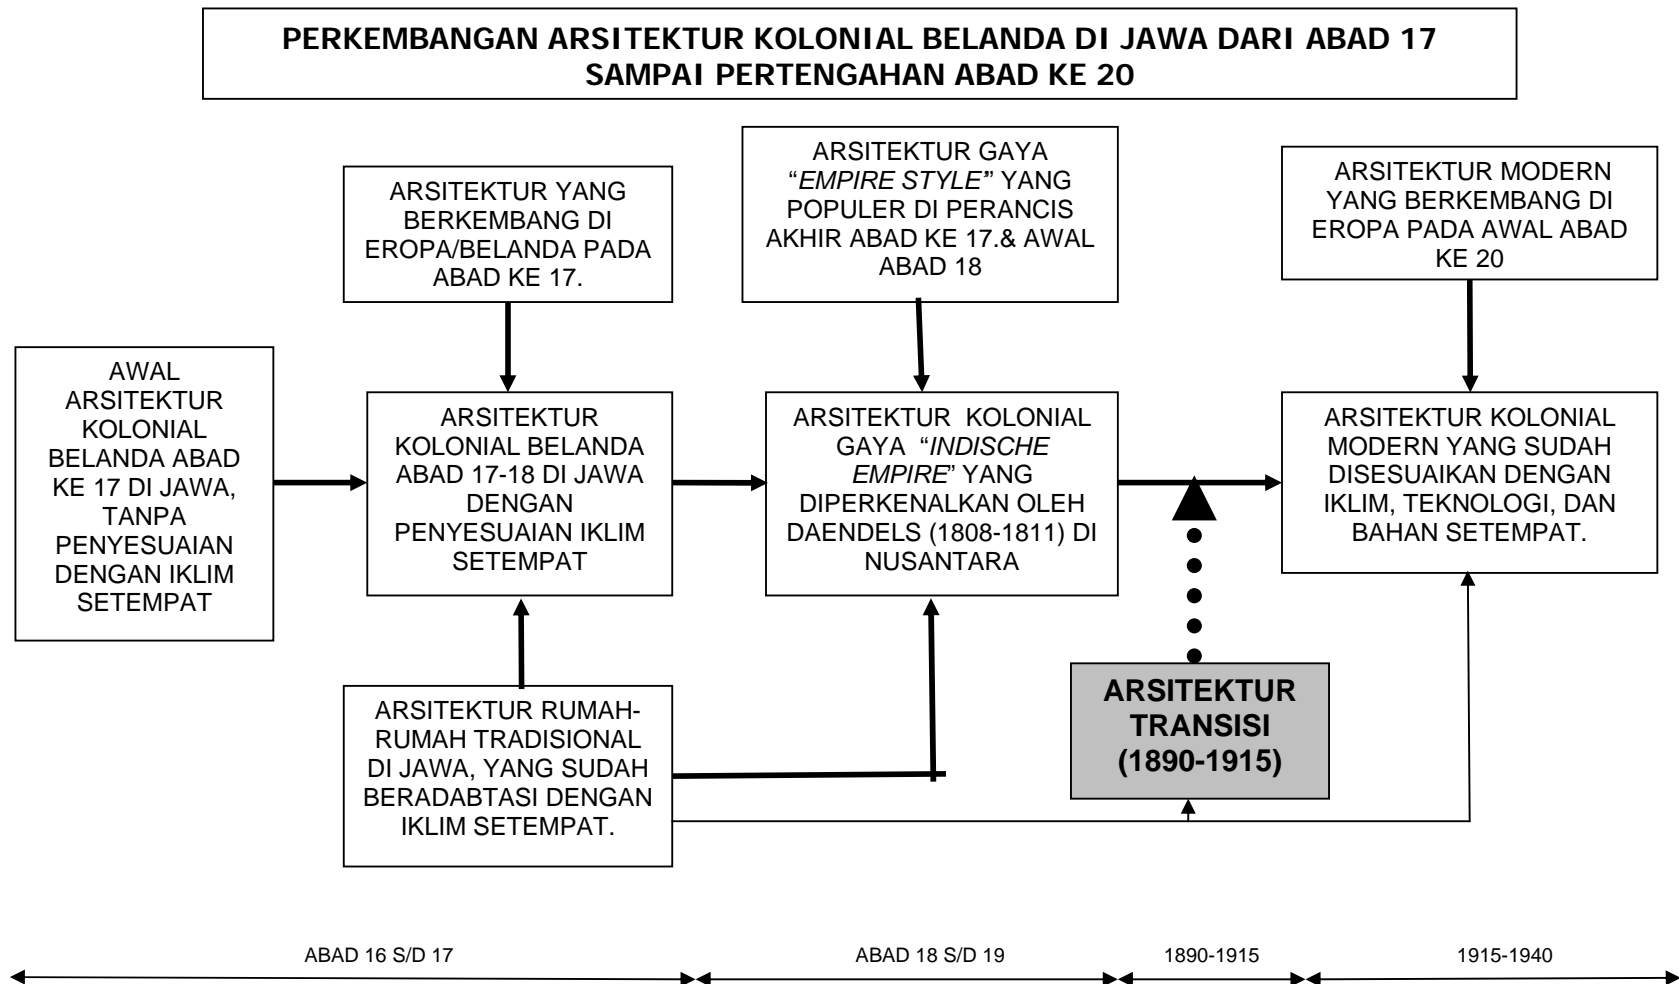 PERKEMBANGAN ARSITEKTUR KOLONIAL BELANDA DI JAWA DARI ABAD 17
SAMPAI PERTENGAHAN ABAD KE 20
ARSITEKTUR YANG
BERKEMBANG DI
EROPA/BELANDA PADA
ABAD KE 17.
ARSITEKTUR GAYA
“EMPIRE STYLE” YANG
POPULER DI PERANCIS
AKHIR ABAD KE 17.& AWAL
ABAD 18
ARSITEKTUR MODERN
YANG BERKEMBANG DI
EROPA PADA AWAL ABAD
KE 20
AWAL
ARSITEKTUR
KOLONIAL
BELANDA ABAD
KE 17 DI JAWA,
TANPA
PENYESUAIAN
DENGAN IKLIM
SETEMPAT
ARSITEKTUR
KOLONIAL BELANDA
ABAD 17-18 DI JAWA
DENGAN
PENYESUAIAN IKLIM
SETEMPAT
ARSITEKTUR KOLONIAL
GAYA “INDISCHE
EMPIRE” YANG
DIPERKENALKAN OLEH
DAENDELS (1808-1811) DI
NUSANTARA
ARSITEKTUR KOLONIAL
MODERN YANG SUDAH
DISESUAIKAN DENGAN
IKLIM, TEKNOLOGI, DAN
BAHAN SETEMPAT.
ARSITEKTUR RUMAH-
RUMAH TRADISIONAL
DI JAWA, YANG SUDAH
BERADABTASI DENGAN
IKLIM SETEMPAT.
ARSITEKTUR
TRANSISI
(1890-1915)
ABAD 16 S/D 17
ABAD 18 S/D 19
1890-1915
1915-1940